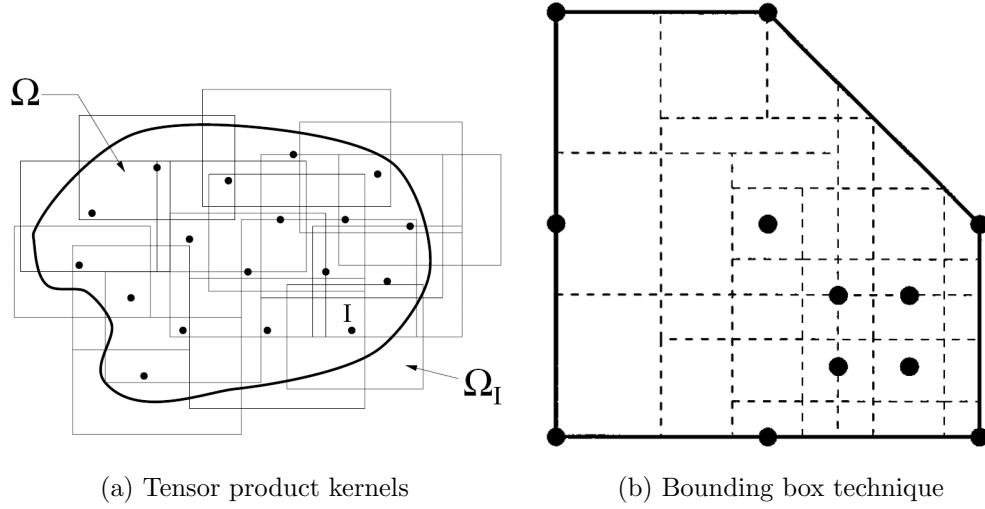 Ω
I
Ω_I
(a) Tensor product kernels
(b) Bounding box technique